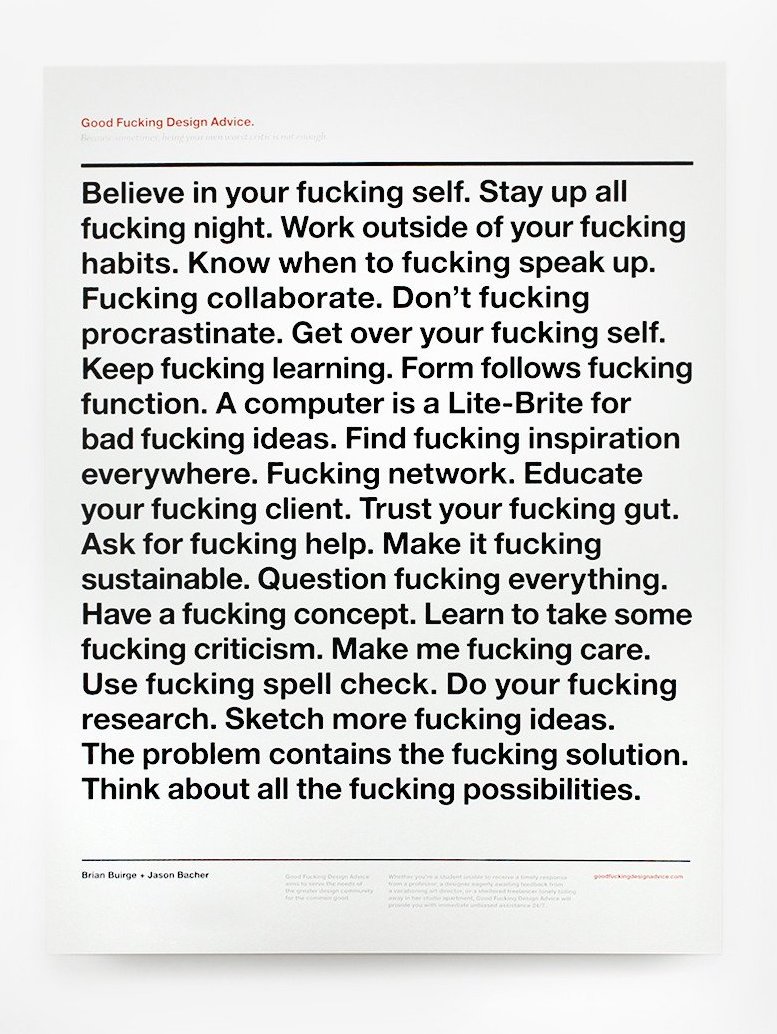 Good Fucking Design Advice.
Because sometimes being your own worst critic is not enough.
Believe in your fucking self. Stay up all
fucking night. Work outside of your fucking
habits. Know when to fucking speak up.
Fucking collaborate. Don’t fucking
procrastinate. Get over your fucking self.
Keep fucking learning. Form follows fucking
function. A computer is a Lite-Brite for
bad fucking ideas. Find fucking inspiration
everywhere. Fucking network. Educate
your fucking client. Trust your fucking gut.
Ask for fucking help. Make it fucking
sustainable. Question fucking everything.
Have a fucking concept. Learn to take some
fucking criticism. Make me fucking care.
Use fucking spell check. Do your fucking
research. Sketch more fucking ideas.
The problem contains the fucking solution.
Think about all the fucking possibilities.
Brian Buirge + Jason Bacher
Good Fucking Design Advice
aims to serve the needs of
the greater design community
for the common good.
Whether you're a student unable to receive a timely response
from a professor, a designer eagerly awaiting feedback from
a vacationing art director, or a sheltered freelancer lonely toiling
away in her studio apartment, Good Fucking Design Advice will
provide you with immediate unbiased assistance 24/7.
goodfuckingdesignadvice.com